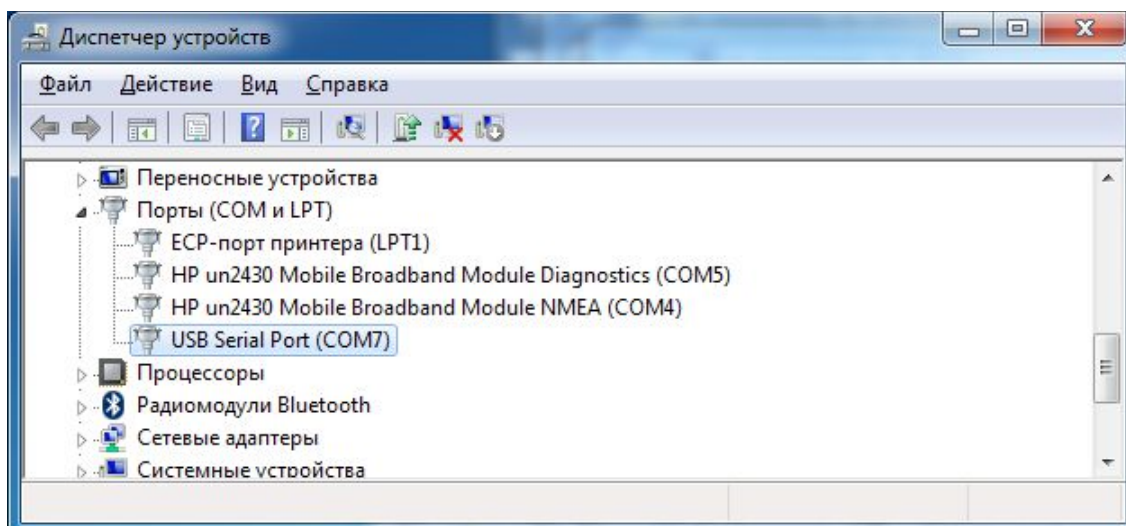 Диспетчер устройств
Файл Действие Вид Справка
Переносные устройства
Порты (COM и LPT)
ECP-порт принтера (LPT1)
HP un2430 Mobile Broadband Module Diagnostics (COM5)
HP un2430 Mobile Broadband Module NMEA (COM4)
USB Serial Port (COM7)
Процессоры
Радиомодули Bluetooth
Сетевые адаптеры
Системные устройства